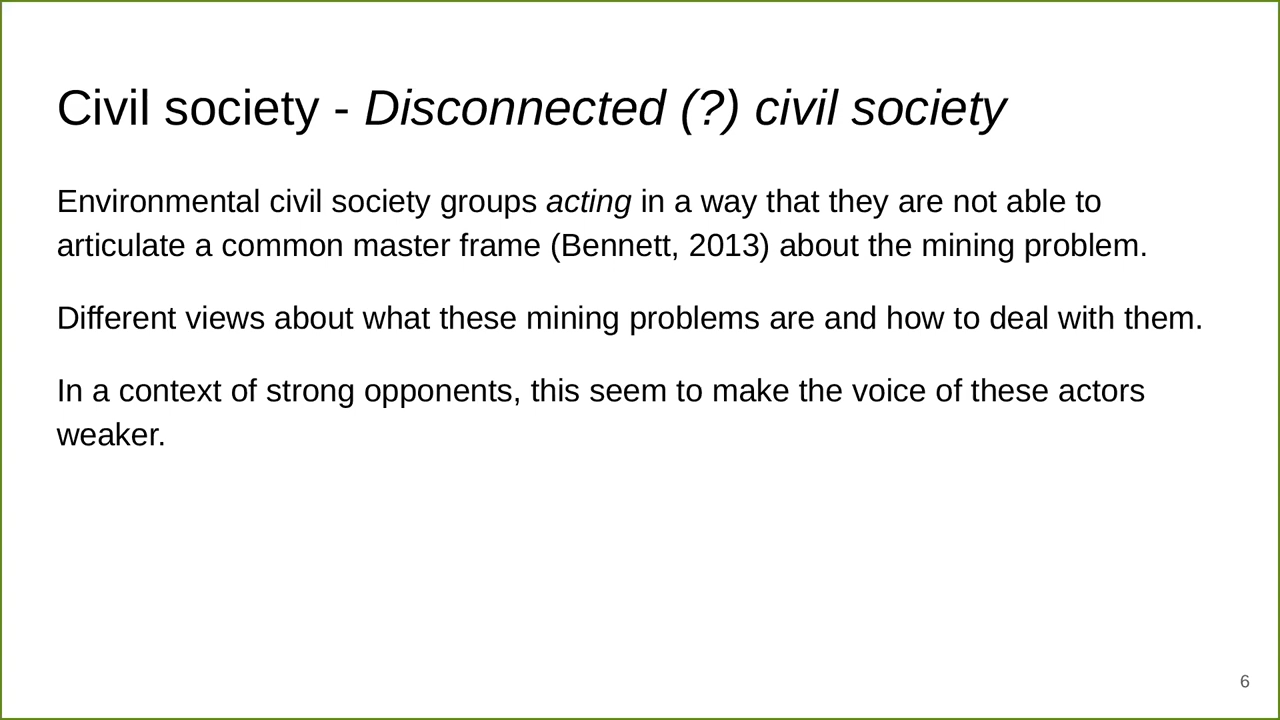 Civil society - Disconnected (?) civil society
Environmental civil society groups acting in a way that they are not able to
articulate a common master frame (Bennett, 2013) about the mining problem.
Different views about what these mining problems are and how to deal with them.
In a context of strong opponents, this seem to make the voice of these actors
weaker.
6